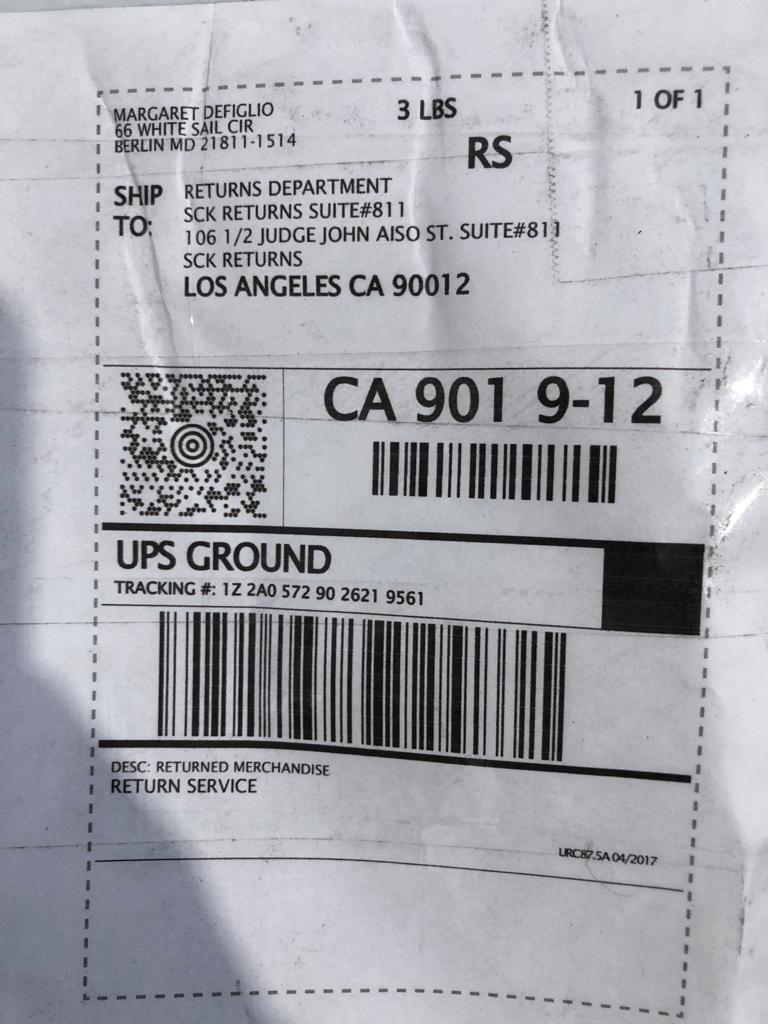 MARGARET DEFIGLIO
66 WHITE SAIL CIR
BERLIN MD 21811-1514
3 LBS
1 OF 1
RS
SHIP TO:
RETURNS DEPARTMENT
SCK RETURNS SUITE#811
106 1/2 JUDGE JOHN AISO ST. SUITE#811
SCK RETURNS
LOS ANGELES CA 90012
CA 901 9-12
UPS GROUND
TRACKING #: 1Z 2A0 572 90 2621 9561
DESC: RETURNED MERCHANDISE
RETURN SERVICE
URC87.5A 04/2017